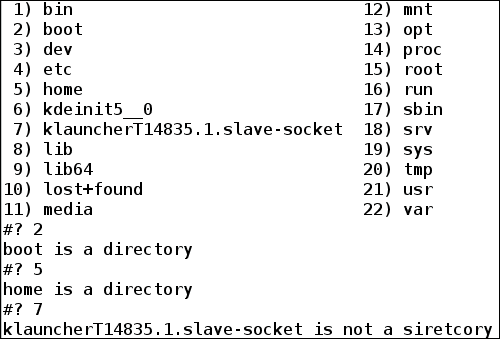 1) bin 12) mnt
2) boot 13) opt
3) dev 14) proc
4) etc 15) root
5) home 16) run
6) kdeinit5__0 17) sbin
7) klauncherT14835.1.slave-socket 18) srv
8) lib 19) sys
9) lib64 20) tmp
10) lost+found 21) usr
11) media 22) var
#? 2
boot is a directory
#? 5
home is a directory
#? 7
klauncherT14835.1.slave-socket is not a siretcory